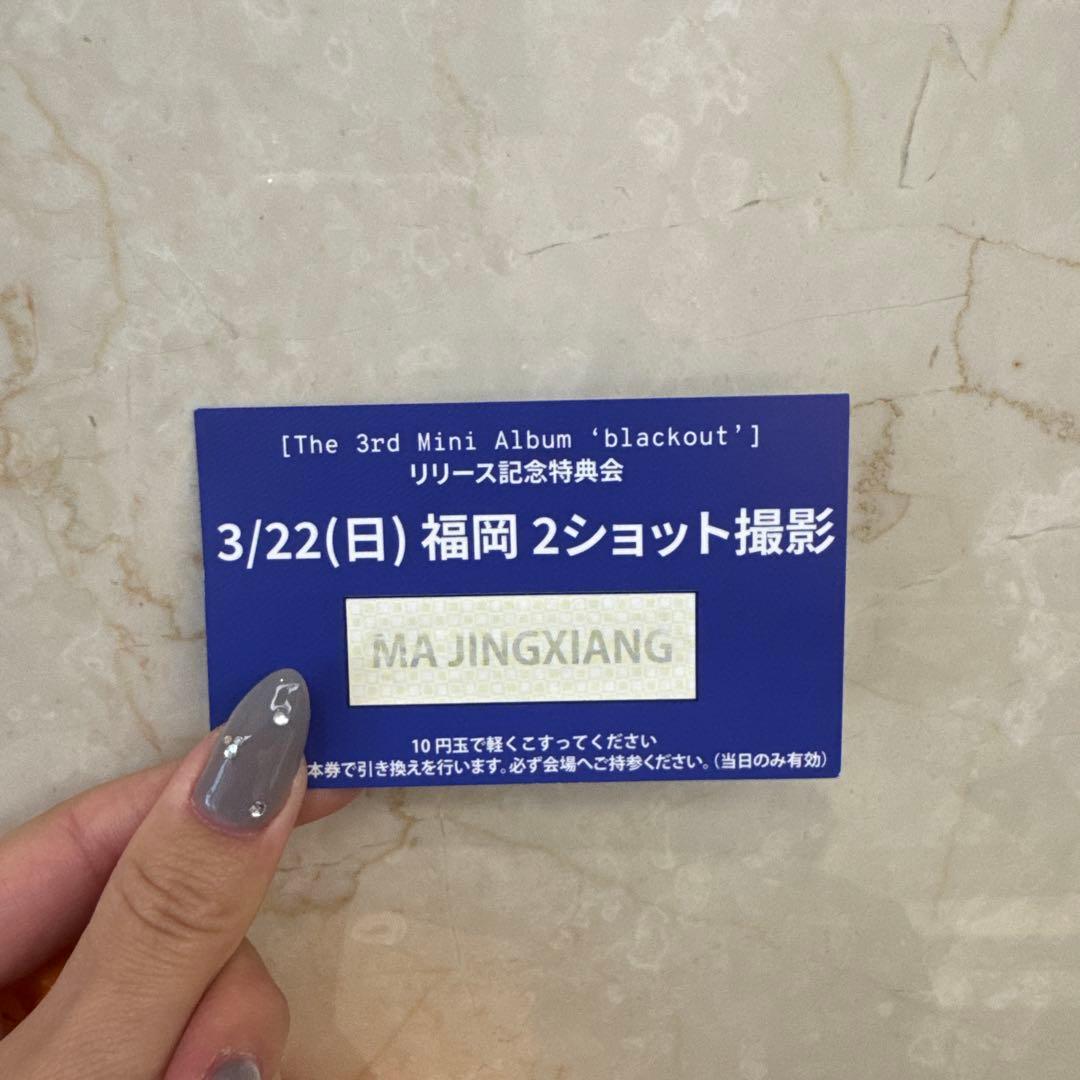 [The 3rd Mini Album ‘blackout’]
リリース記念特典会
3/22(日) 福岡 2ショット撮影
MA JINGXIANG
10円玉で軽くこすってください
本券で引き換えを行います。必ず会場へご持参ください。(当日のみ有効)